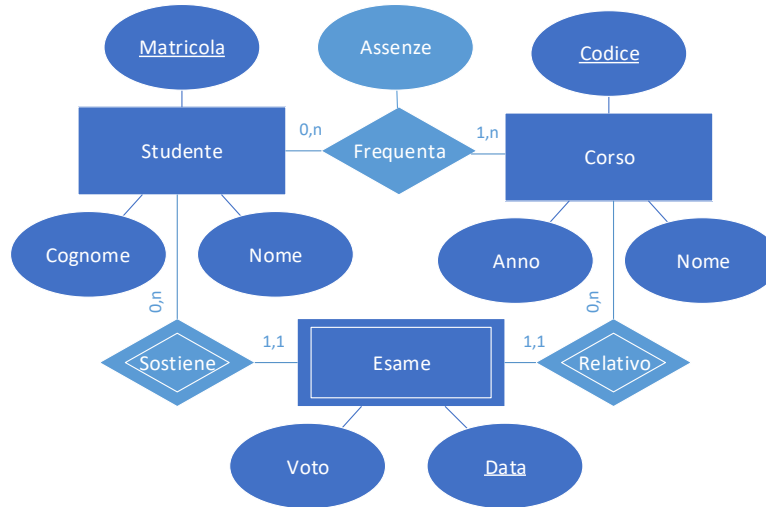 Matricola
Assenze
Codice
Studente
0,n
Frequenta
1,n
Corso
Cognome
Nome
Anno
Nome
0,n
0,n
Sostiene
1,1
Esame
1,1
Relativo
Voto
Data